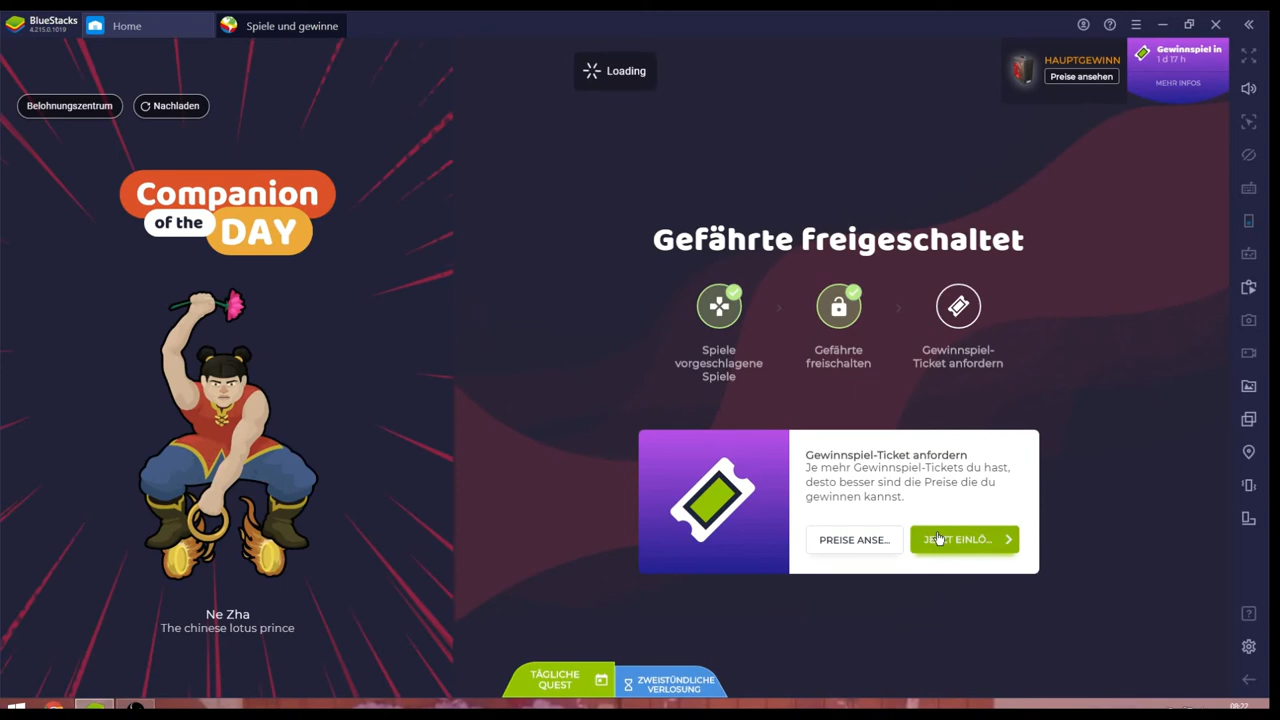 BlueStacks
4.215.0.1019
Home
Spiele und gewinne
Loading
HAUPTGEWINN
Preise ansehen
Gewinnspiel in
1 d 17 h
MEHR INFOS
Belohnungszentrum
Nachladen
Companion
of the
DAY
Gefährte freigeschaltet
Spiele
vorgeschlagene
Spiele
Gefährte
freischalten
Gewinnspiel-
Ticket anfordern
Gewinnspiel-Ticket anfordern
Je mehr Gewinnspiel-Tickets du hast,
desto besser sind die Preise die du
gewinnen kannst.
PREISE ANSE...
EINLÖ...
Ne Zha
The chinese lotus prince
TÄGLICHE
QUEST
ZWEISTÜNDLICHE
VERLOSUNG
08:22